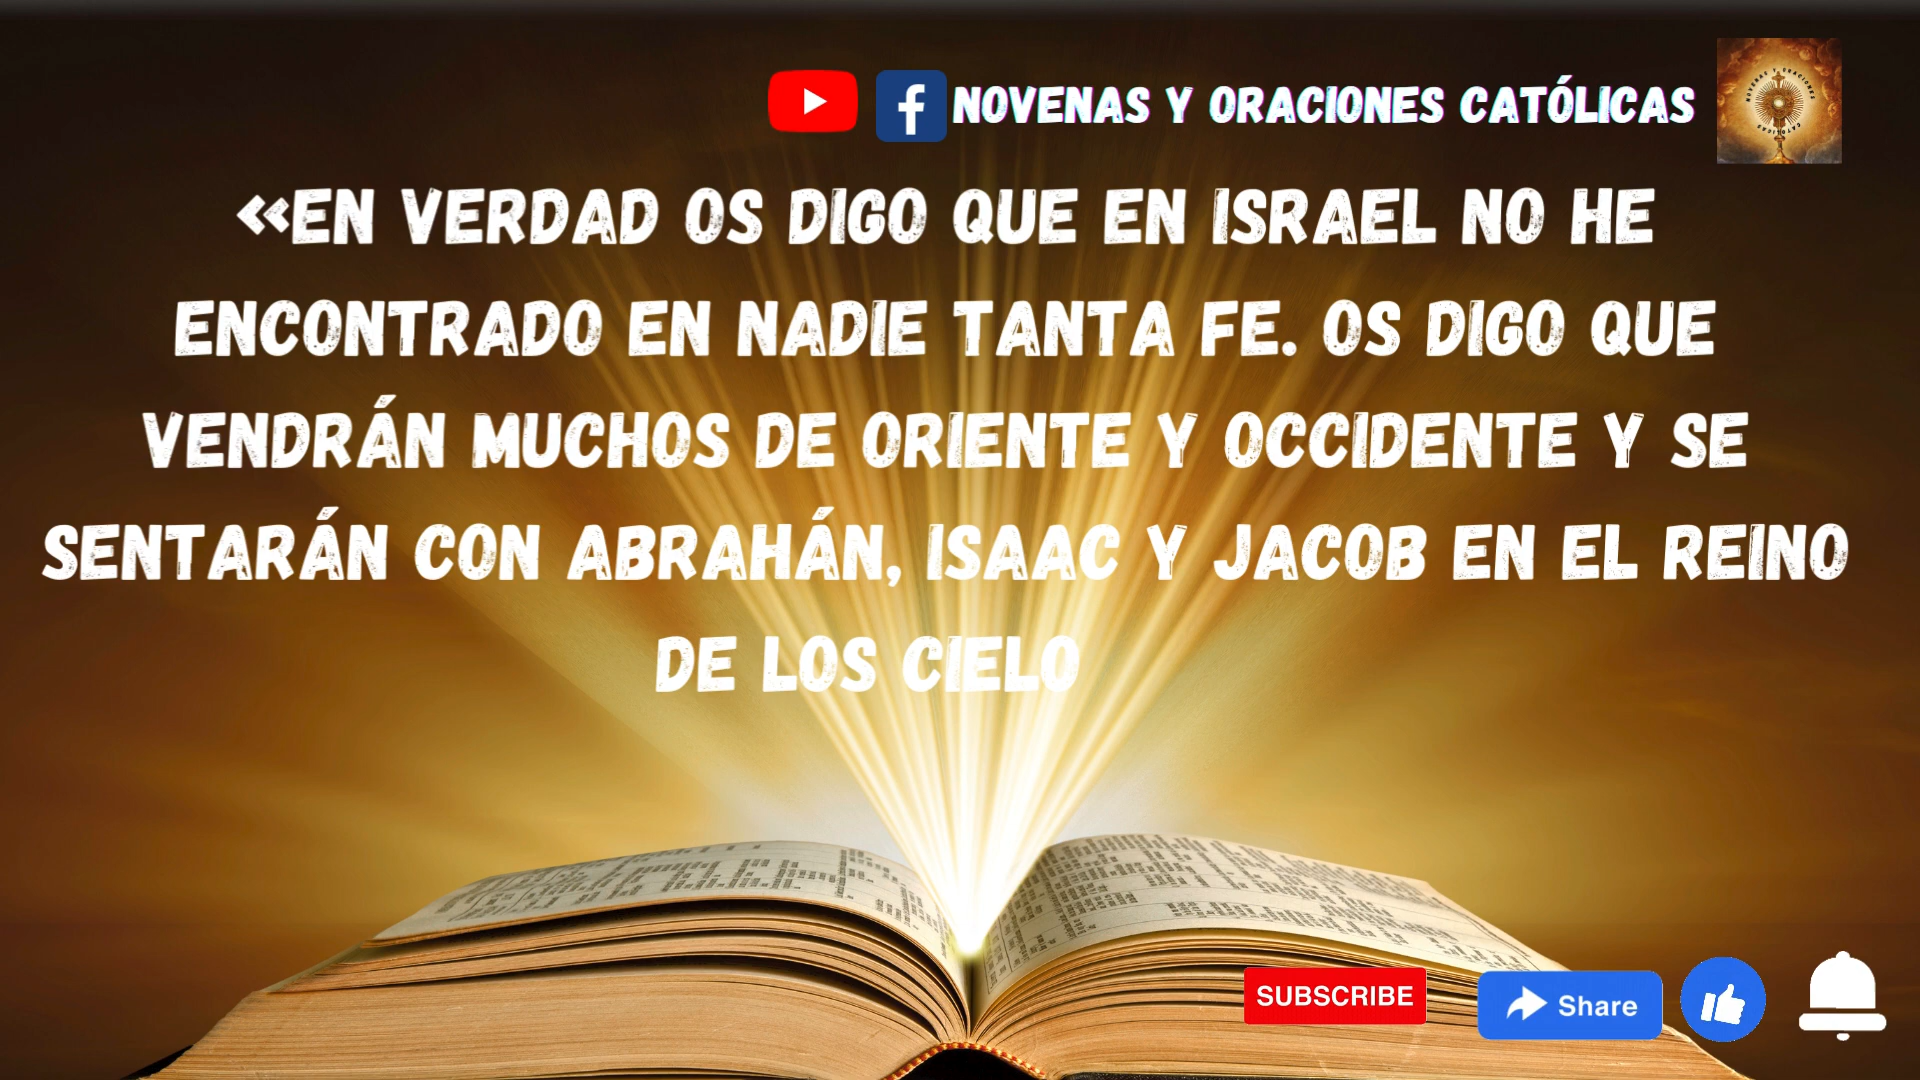 NOVENAS Y ORACIONES CATÓLICAS
«EN VERDAD OS DIGO QUE EN ISRAEL NO HE
ENCONTRADO EN NADIE TANTA FE. OS DIGO QUE
VENDRÁN MUCHOS DE ORIENTE Y OCCIDENTE Y SE
SENTARÁN CON ABRAHÁN, ISAAC Y JACOB EN EL REINO
DE LOS CIELO
SUBSCRIBE
Share